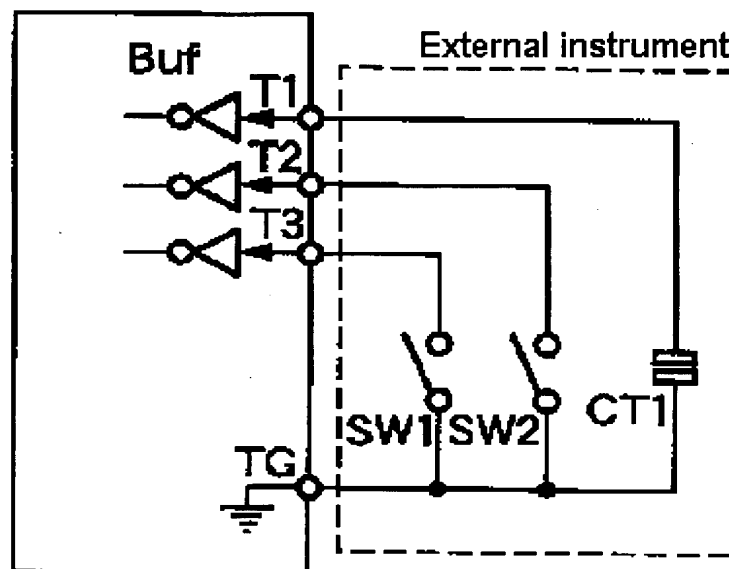 External instrument
Buf
T1
T2
T3
SW1
SW2
CT1
TG